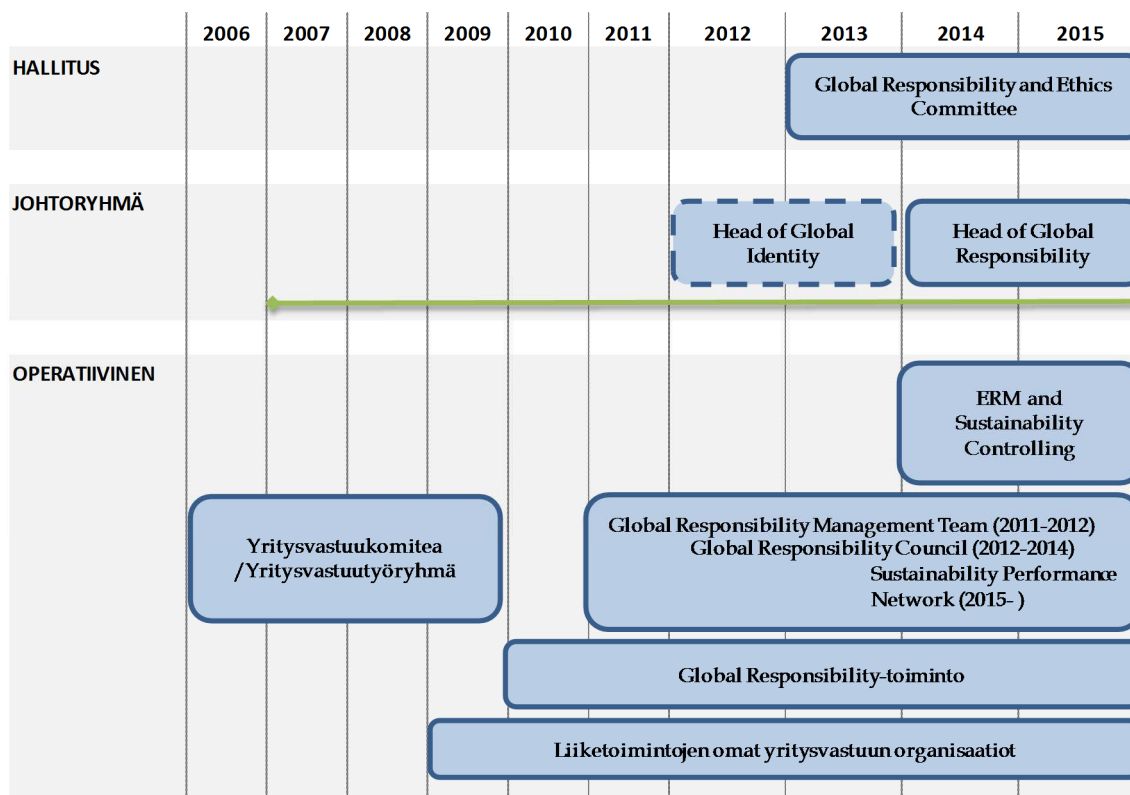 2006 2007 2008 2009 2010 2011 2012 2013 2014 2015
HALLITUS
Global Responsibility and Ethics
Committee
JOHTORYHMÄ
Head of Global
Identity
Head of Global
Responsibility
OPERATIIVINEN
ERM and
Sustainability
Controlling
Yritysvastuukomitea
/Yritysvastuutyöryhmä
Global Responsibility Management Team (2011-2012)
Global Responsibility Council (2012-2014)
Sustainability Performance
Network (2015- )
Global Responsibility-toiminto
Liiketoimintojen omat yritysvastuun organisaatiot